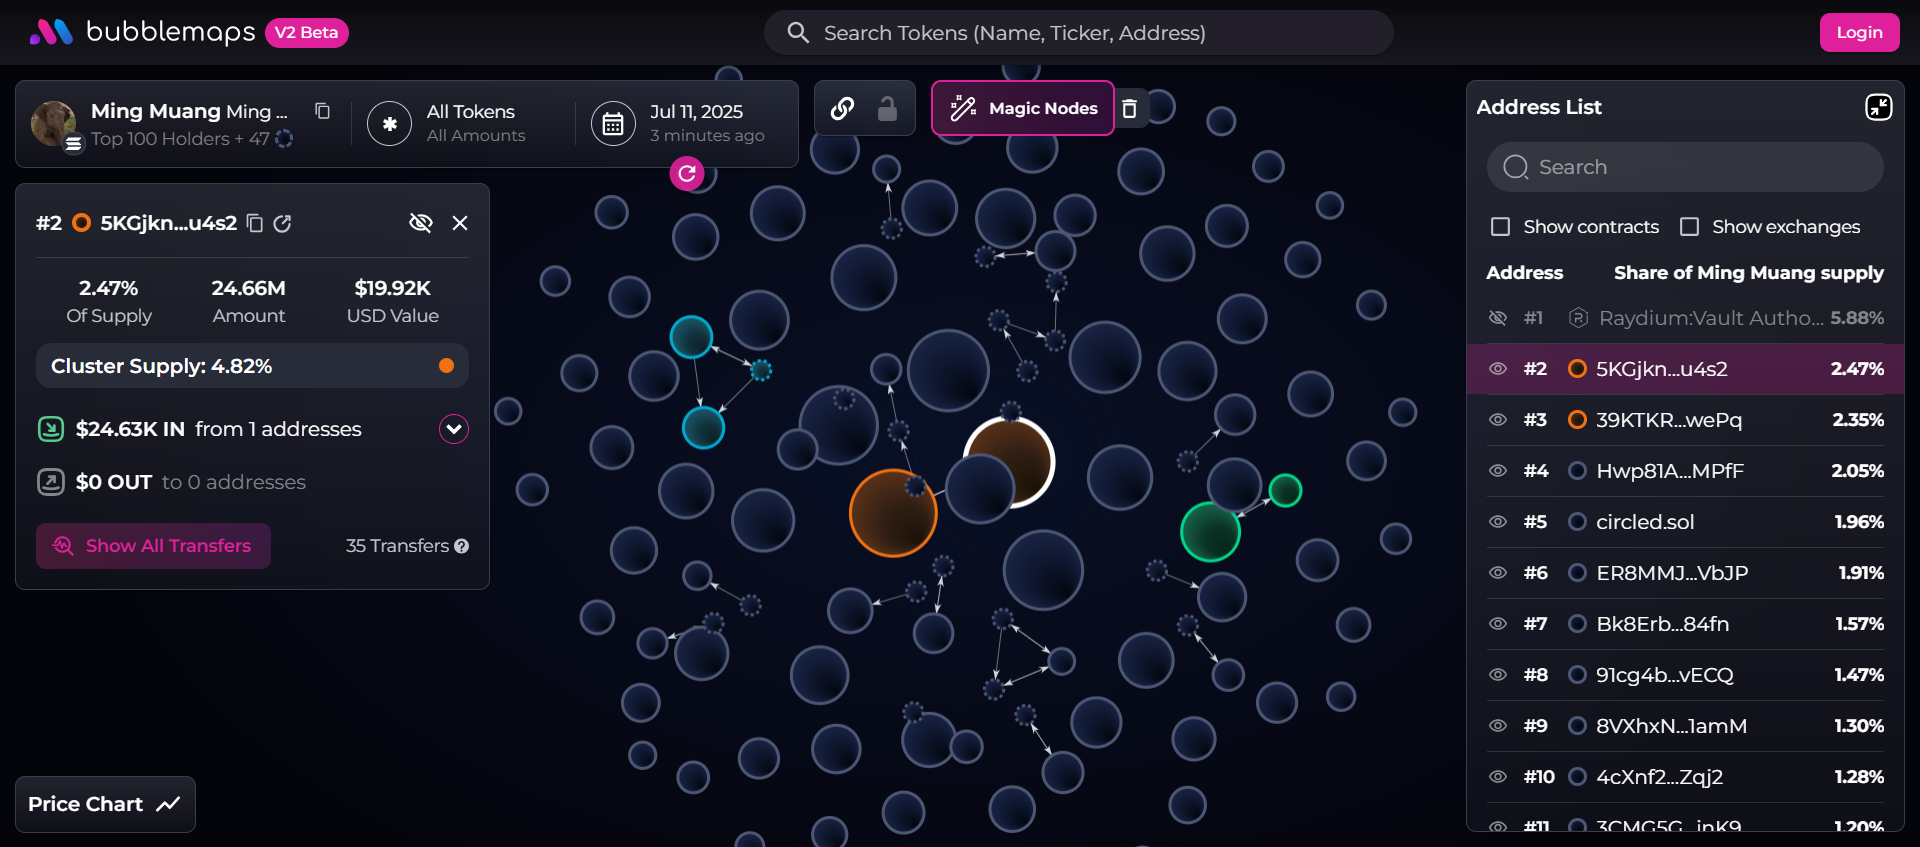 bubblemaps V2 Beta
Search Tokens (Name, Ticker, Address)
Login
Ming Muang Ming ...
Top 100 Holders + 47
All Tokens
All Amounts
Jul 11, 2025
3 minutes ago
Magic Nodes
#2 5KGjkn...u4s2
2.47% 24.66M $19.92K
Of Supply Amount USD Value
Cluster Supply: 4.82%
$24.63K IN from 1 addresses
$0 OUT to 0 addresses
Show All Transfers 35 Transfers
Price Chart
Address List
Search
Show contracts Show exchanges
Address Share of Ming Muang supply
#1 Raydium:Vault Autho... 5.88%
#2 5KGjkn...u4s2 2.47%
#3 39KTKR...wePq 2.35%
#4 Hwp81A...MPfF 2.05%
#5 circled.sol 1.96%
#6 ER8MMJ...VbJP 1.91%
#7 Bk8Erb...84fn 1.57%
#8 91cg4b...vECQ 1.47%
#9 8VXhxN...1amM 1.30%
#10 4cXnf2...Zqj2 1.28%
#11 1.20%